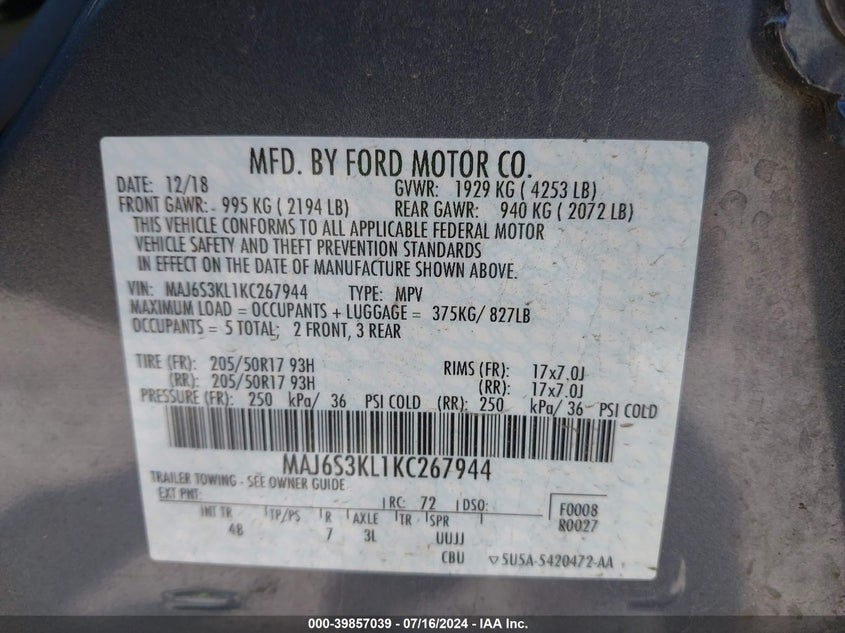 MFD. BY FORD MOTOR CO.
DATE: 12/18 GVWR: 1929 KG ( 4253 LB)
FRONT GAWR: 995 KG ( 2194 LB) REAR GAWR: 940 KG ( 2072 LB)
THIS VEHICLE CONFORMS TO ALL APPLICABLE FEDERAL MOTOR
VEHICLE SAFETY AND THEFT PREVENTION STANDARDS
IN EFFECT ON THE DATE OF MANUFACTURE SHOWN ABOVE.
VIN: MAJ6S3KL1KC267944 TYPE: MPV
MAXIMUM LOAD = OCCUPANTS + LUGGAGE = 375KG/ 827LB
OCCUPANTS = 5 TOTAL; 2 FRONT, 3 REAR
TIRE (FR): 205/50R17 93H RIMS (FR): 17x7.0J
(RR): 205/50R17 93H (RR): 17x7.0J
PRESSURE (FR): 250 kPa/ 36 PSI COLD (RR): 250 kPa/ 36 PSI COLD
MAJ6S3KL1KC267944
TRAILER TOWING - SEE OWNER GUIDE
EXT PNT: RC: 72 DSO: F0008
INT TR TP/PS R AXLE TR SPR R0027
4B 7 3L UUJJ
CBU ▽5U5A-5420472-AA
000-39857039 - 07/16/2024 - IAA Inc.